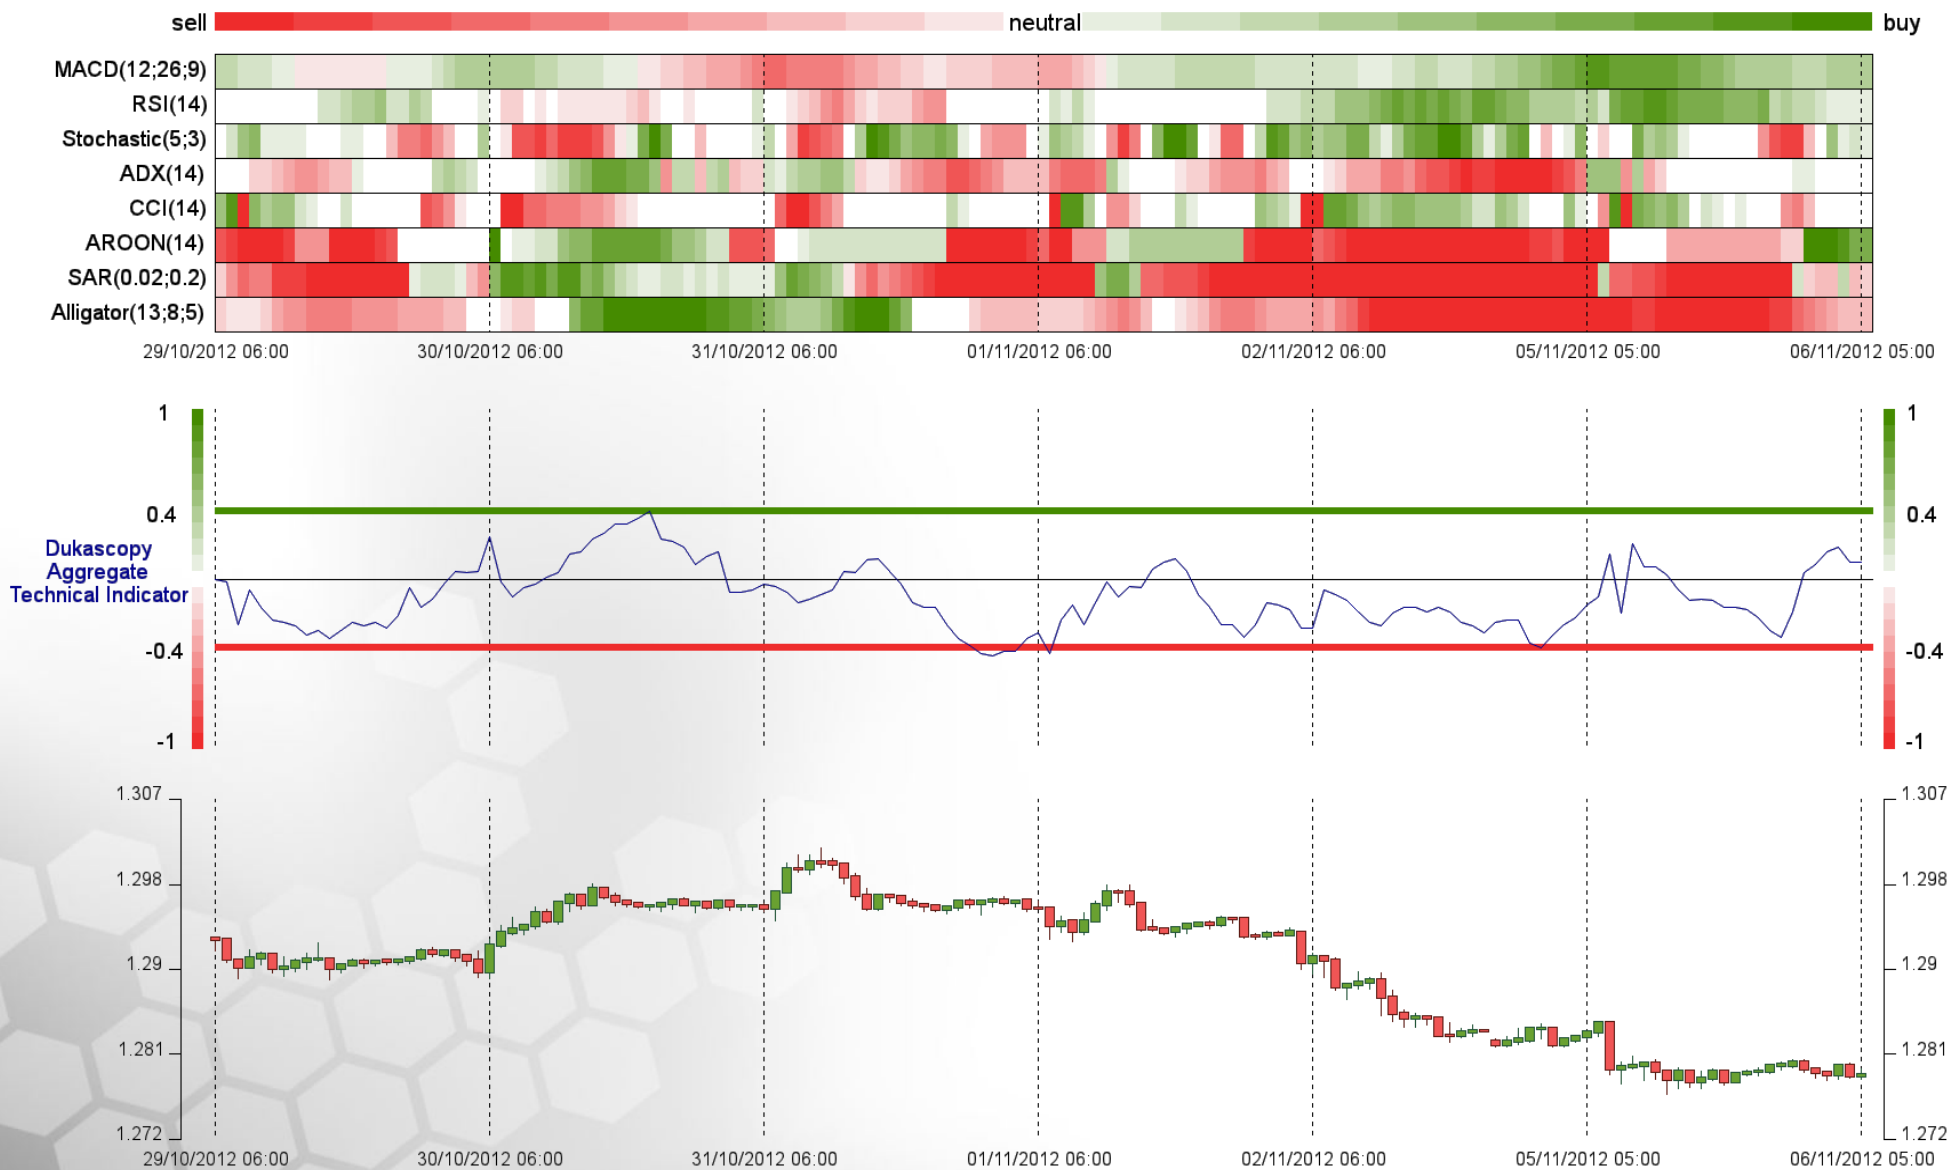 sell neutral buy
MACD(12;26;9)
RSI(14)
Stochastic(5;3)
ADX(14)
CCI(14)
AROON(14)
SAR(0.02;0.2)
Alligator(13;8;5)
29/10/2012 06:00 30/10/2012 06:00 31/10/2012 06:00 01/11/2012 06:00 02/11/2012 06:00 05/11/2012 05:00 06/11/2012 05:00
1 1
0.4 0.4
Dukascopy
Aggregate
Technical Indicator
-0.4 -0.4
-1 -1
1.307 1.307
1.298 1.298
1.29 1.29
1.281 1.281
1.272 1.272
29/10/2012 06:00 30/10/2012 06:00 31/10/2012 06:00 01/11/2012 06:00 02/11/2012 06:00 05/11/2012 05:00 06/11/2012 05:00